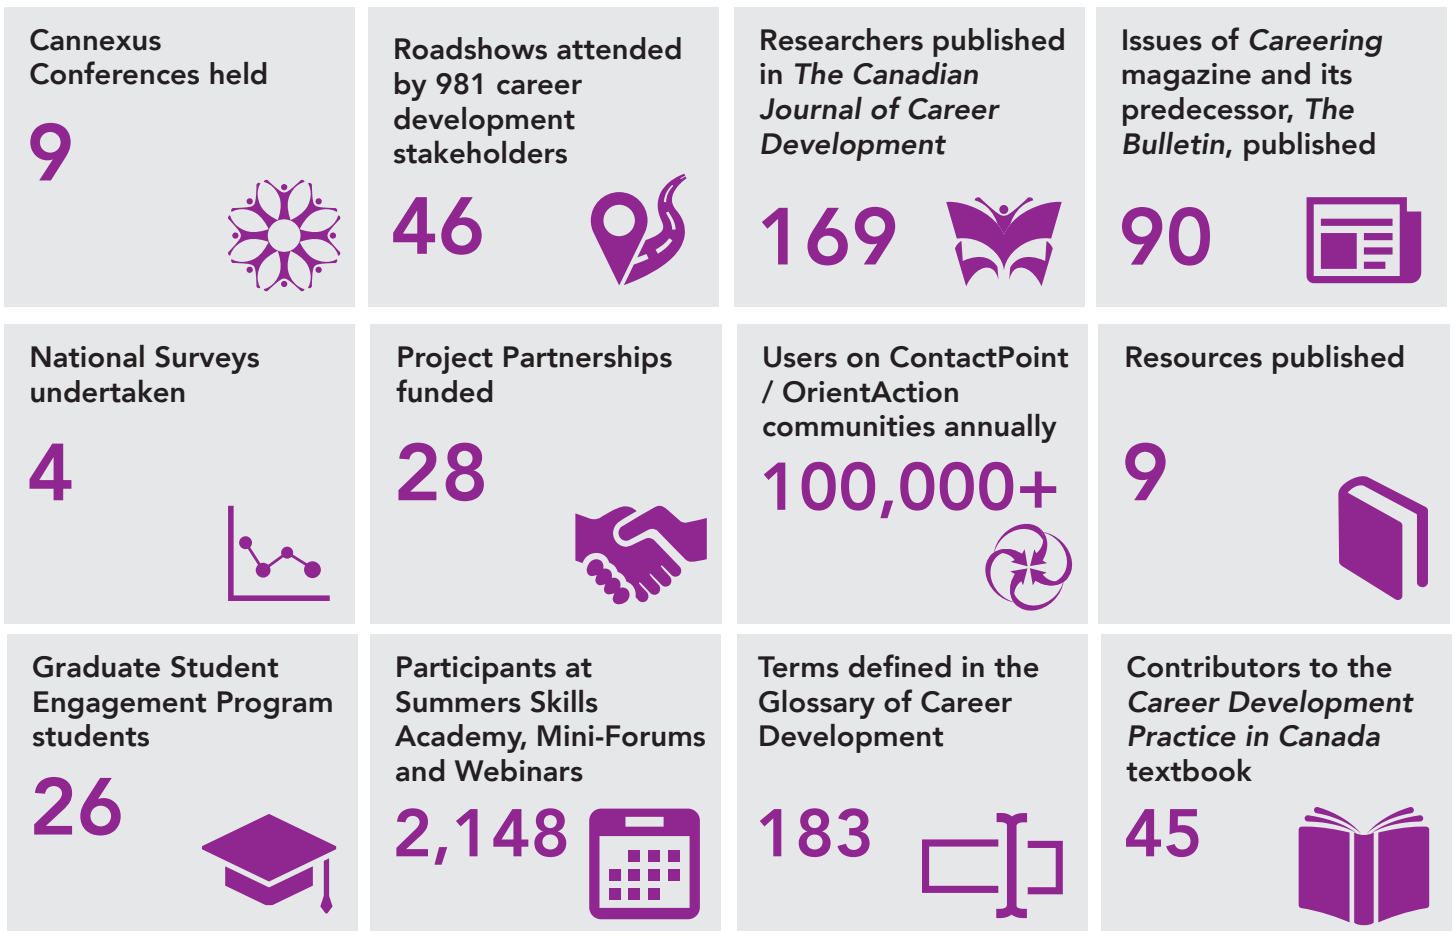 Cannexus
Conferences held
9
Roadshows attended
by 981 career
development
stakeholders
46
Researchers published
in The Canadian
Journal of Career
Development
169
Issues of Careering
magazine and its
predecessor, The
Bulletin, published
90
National Surveys
undertaken
4
Project Partnerships
funded
28
Users on ContactPoint
/ OrientAction
communities annually
100,000+
Resources published
9
Graduate Student
Engagement Program
students
26
Participants at
Summers Skills
Academy, Mini-Forums
and Webinars
2,148
Terms defined in the
Glossary of Career
Development
183
Contributors to the
Career Development
Practice in Canada
textbook
45